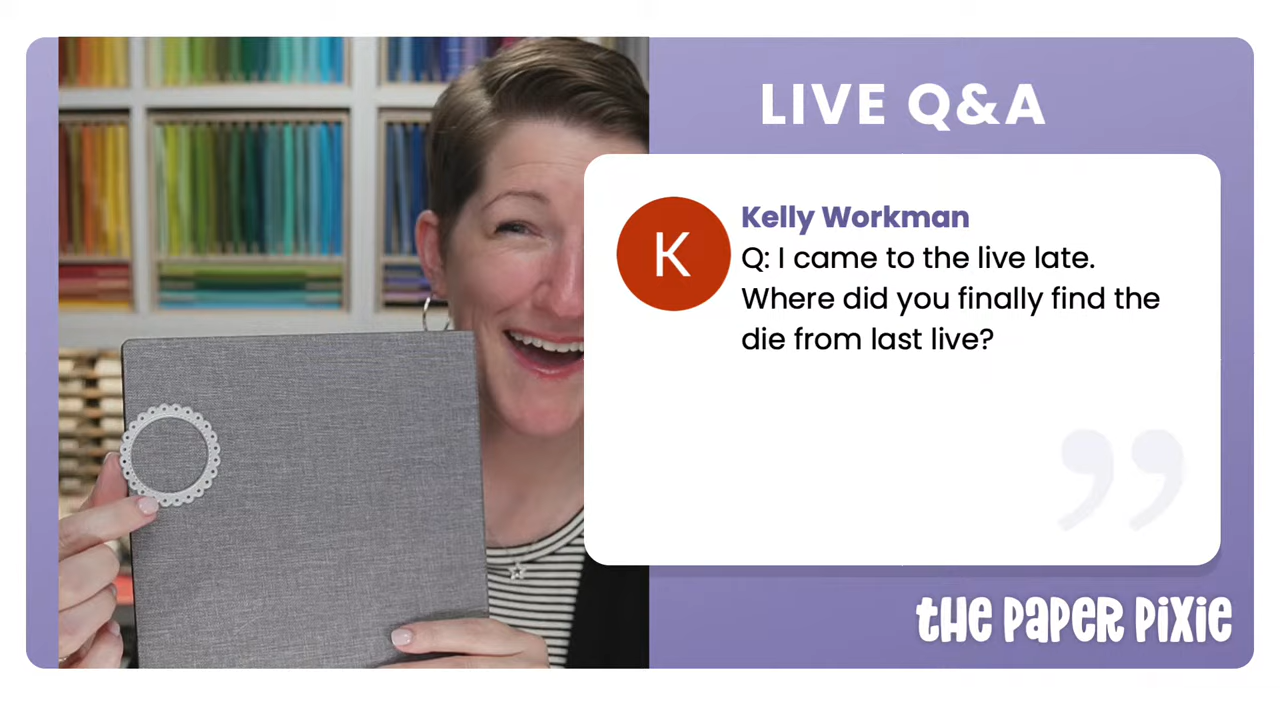 LIVE Q&A
K
Kelly Workman
Q: I came to the live late.
Where did you finally find the
die from last live?
”
the PAPER PiXiE